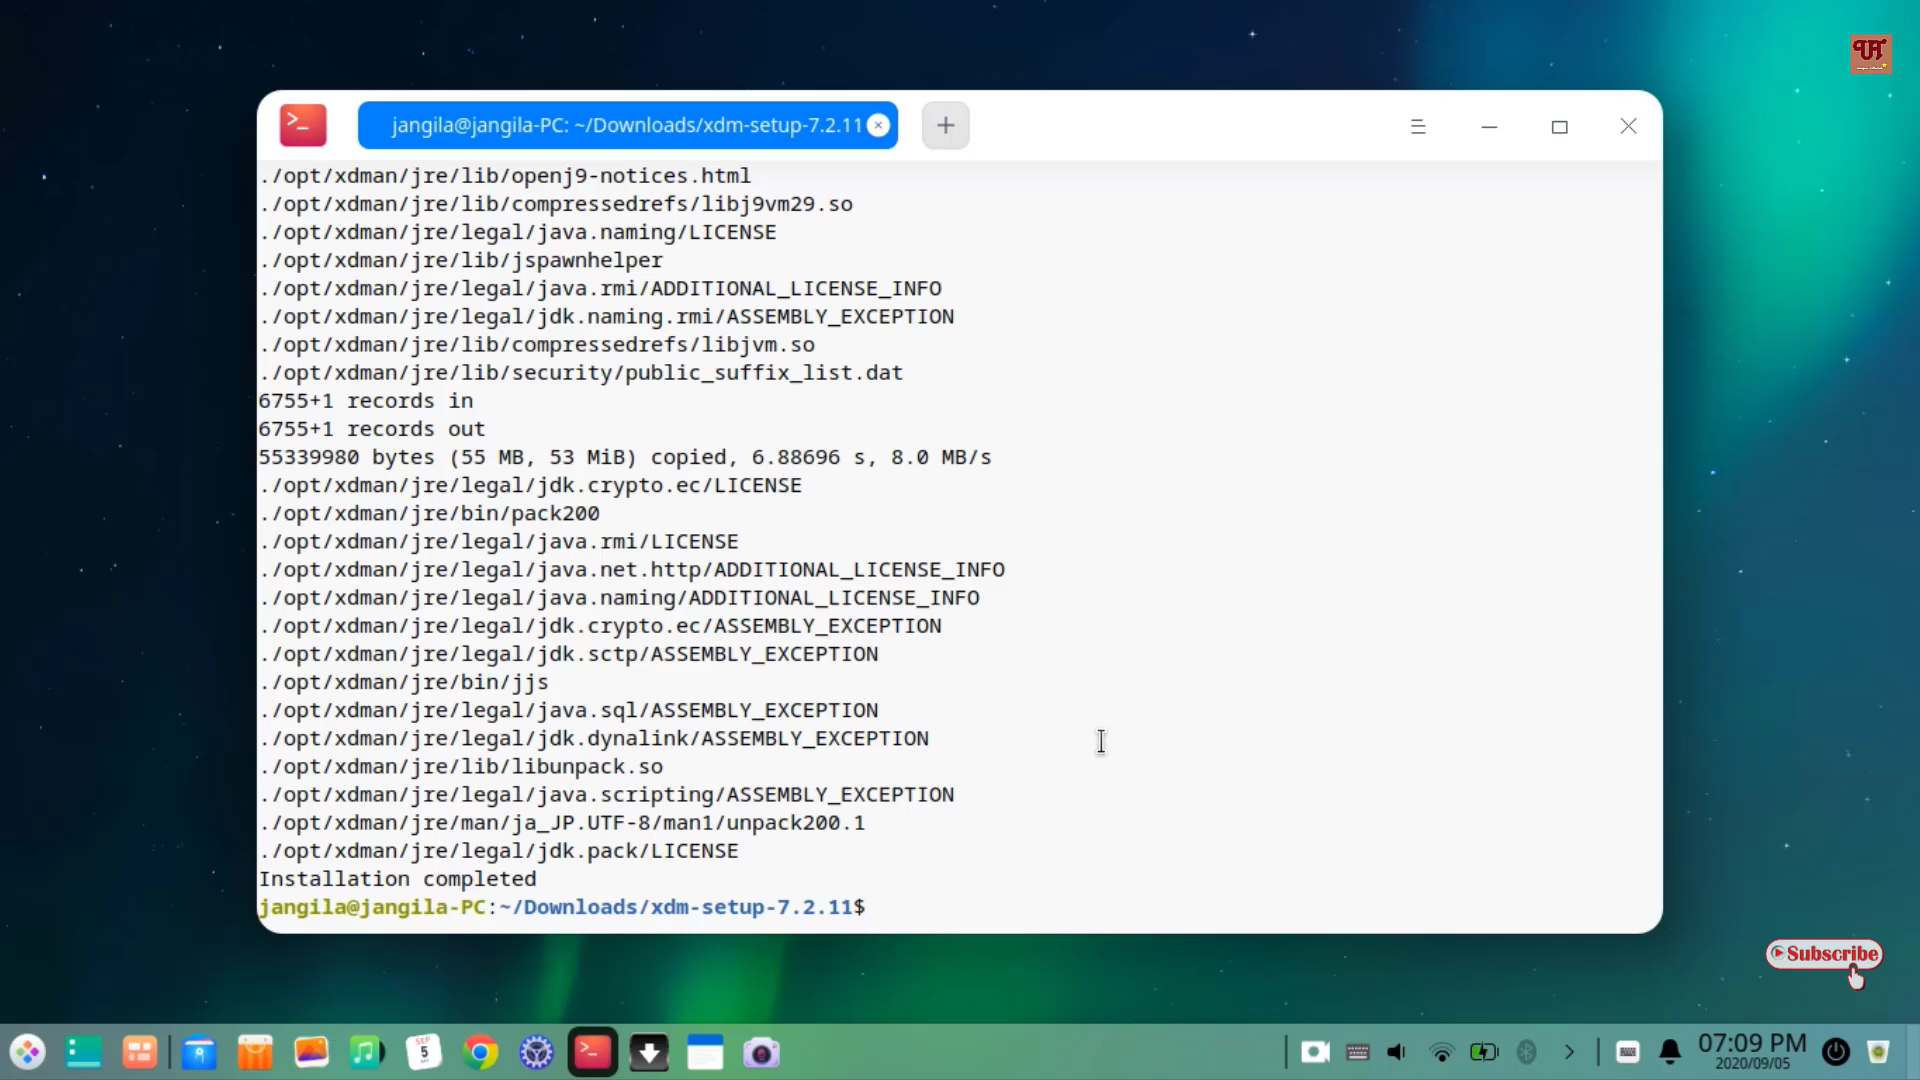 jangila@jangila-PC: ~/Downloads/xdm-setup-7.2.11
./opt/xdman/jre/lib/openj9-notices.html
./opt/xdman/jre/lib/compressedrefs/libj9vm29.so
./opt/xdman/jre/legal/java.naming/LICENSE
./opt/xdman/jre/lib/jspawnhelper
./opt/xdman/jre/legal/java.rmi/ADDITIONAL_LICENSE_INFO
./opt/xdman/jre/legal/jdk.naming.rmi/ASSEMBLY_EXCEPTION
./opt/xdman/jre/lib/compressedrefs/libjvm.so
./opt/xdman/jre/lib/security/public_suffix_list.dat
6755+1 records in
6755+1 records out
55339980 bytes (55 MB, 53 MiB) copied, 6.88696 s, 8.0 MB/s
./opt/xdman/jre/legal/jdk.crypto.ec/LICENSE
./opt/xdman/jre/bin/pack200
./opt/xdman/jre/legal/java.rmi/LICENSE
./opt/xdman/jre/legal/java.net.http/ADDITIONAL_LICENSE_INFO
./opt/xdman/jre/legal/java.naming/ADDITIONAL_LICENSE_INFO
./opt/xdman/jre/legal/jdk.crypto.ec/ASSEMBLY_EXCEPTION
./opt/xdman/jre/legal/jdk.sctp/ASSEMBLY_EXCEPTION
./opt/xdman/jre/bin/jjs
./opt/xdman/jre/legal/java.sql/ASSEMBLY_EXCEPTION
./opt/xdman/jre/legal/jdk.dynalink/ASSEMBLY_EXCEPTION
./opt/xdman/jre/lib/libunpack.so
./opt/xdman/jre/legal/java.scripting/ASSEMBLY_EXCEPTION
./opt/xdman/jre/man/ja_JP.UTF-8/man1/unpack200.1
./opt/xdman/jre/legal/jdk.pack/LICENSE
Installation completed
jangila@jangila-PC:~/Downloads/xdm-setup-7.2.11$
Subscribe
SEP
5
07:09 PM
2020/09/05